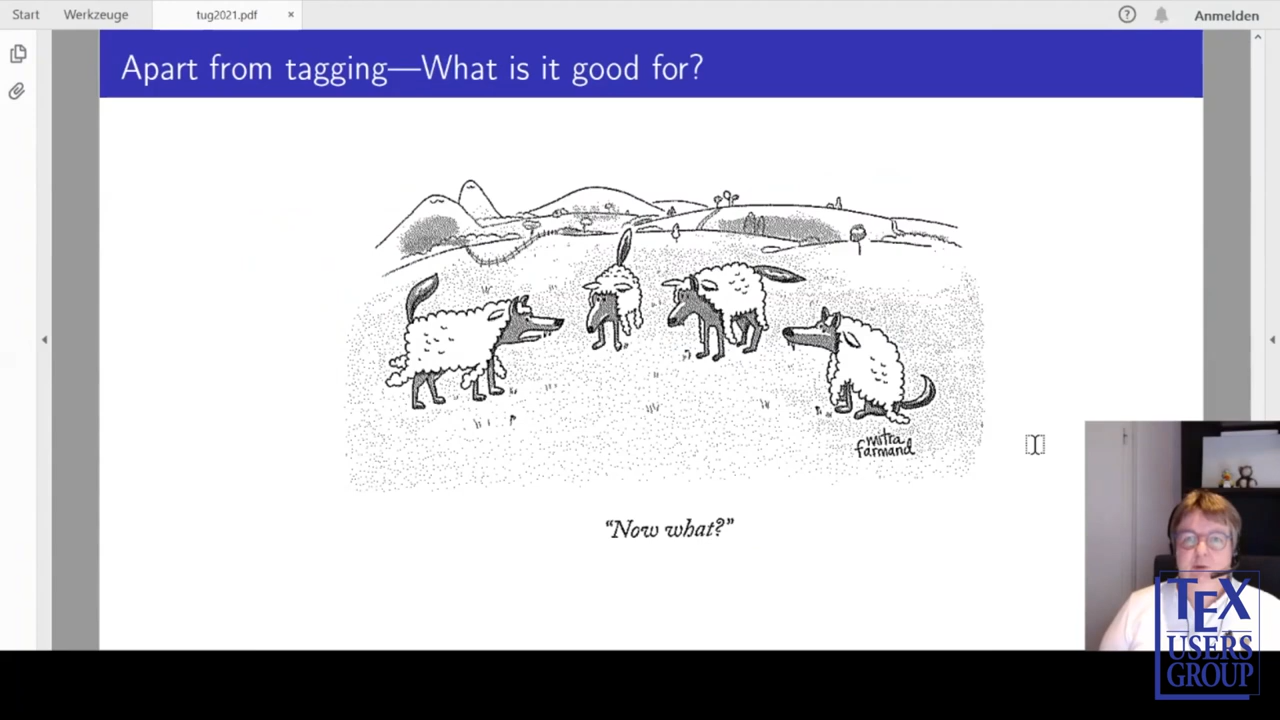 Start Werkzeuge tug2021.pdf × ? Anmelden
Apart from tagging—What is it good for?
mitra
farmand
“Now what?”
TEX
USERS
GROUP